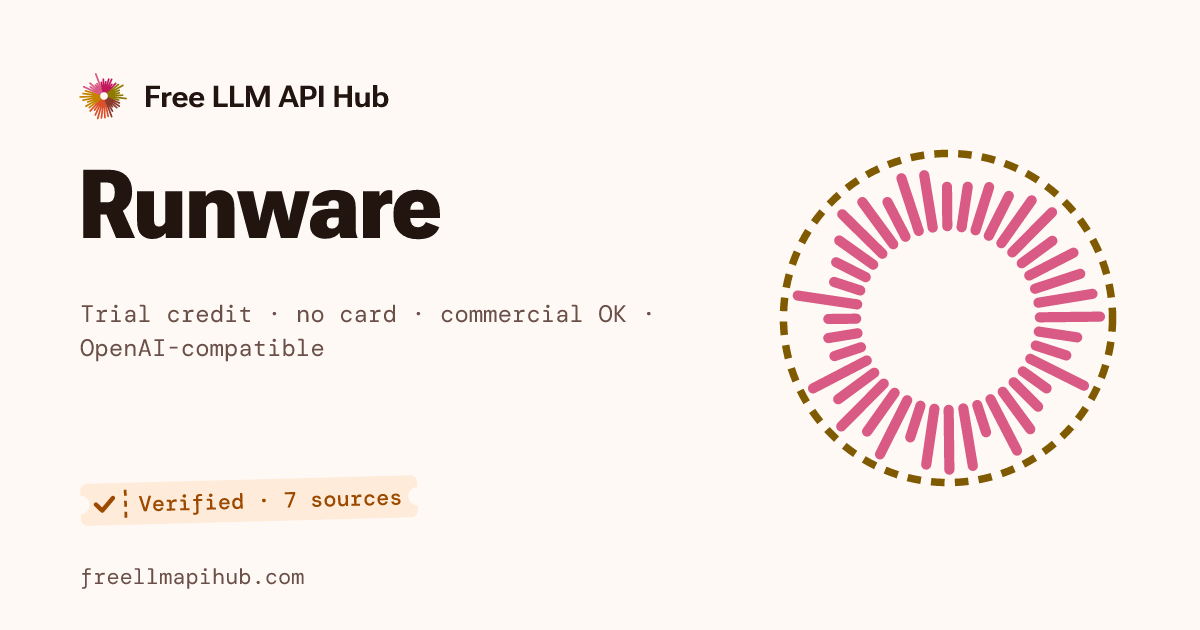 Free LLM API Hub
Runware
Trial credit · no card · commercial OK ·
OpenAI-compatible
Verified · 7 sources
freellmapihub.com